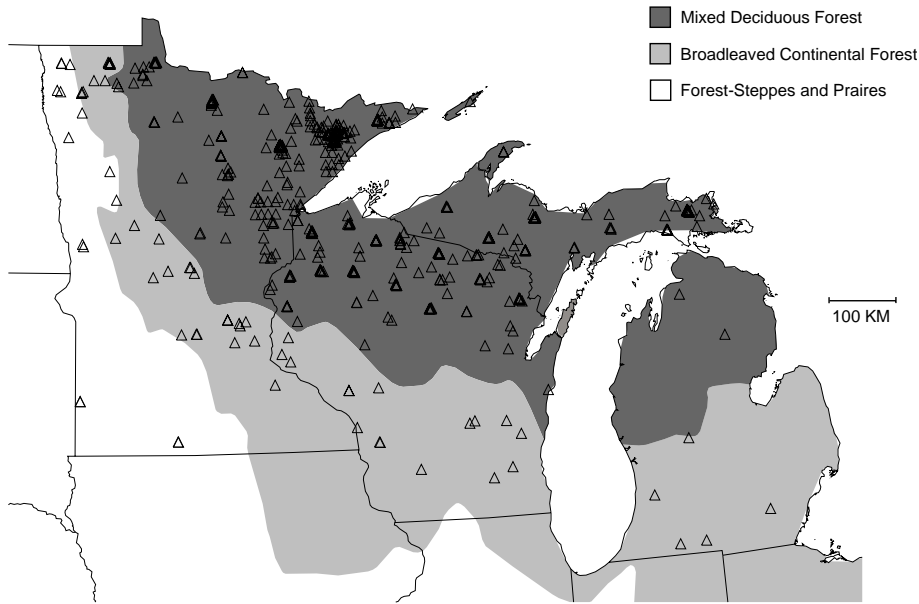 Mixed Deciduous Forest
Broadleaved Continental Forest
Forest-Steppes and Praires
100 KM